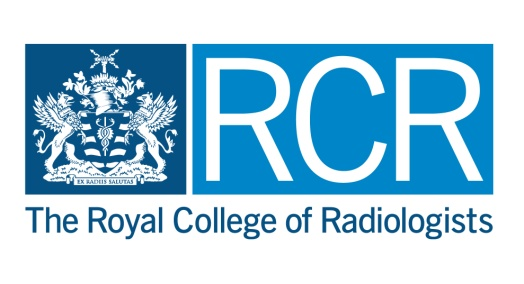 RCR
EX RADIIS SALUTAS
The Royal College of Radiologists